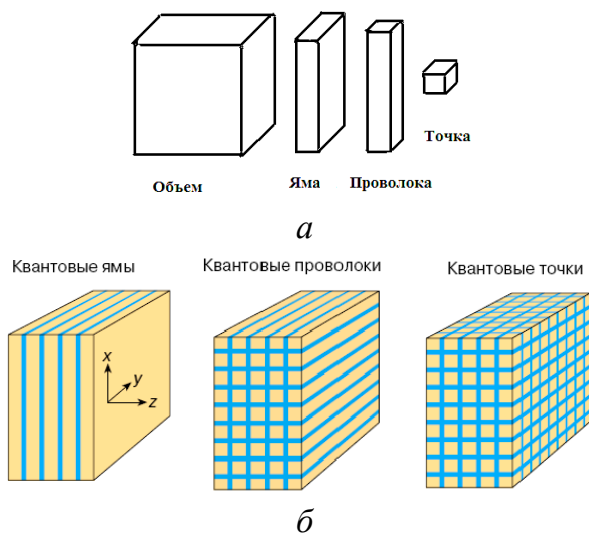 Точка
Объем Яма Проволока
а
Квантовые ямы Квантовые проволоки Квантовые точки
x
y
z
б